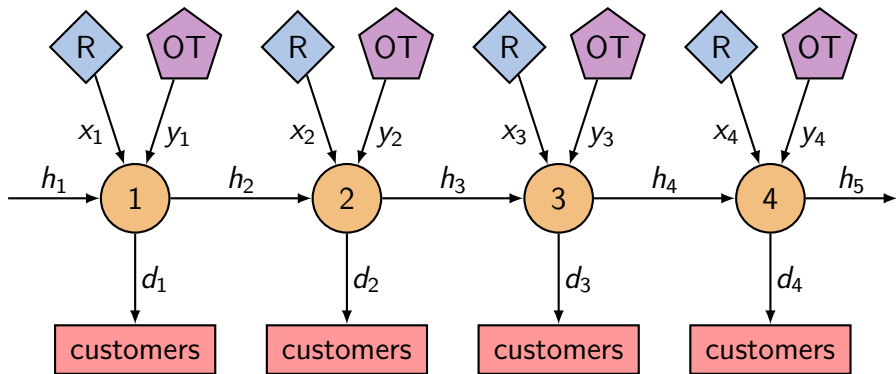 R OT R OT R OT R OT
x1 y1 x2 y2 x3 y3 x4 y4
h1 1 h2 2 h3 3 h4 4 h5
d1 d2 d3 d4
customers customers customers customers